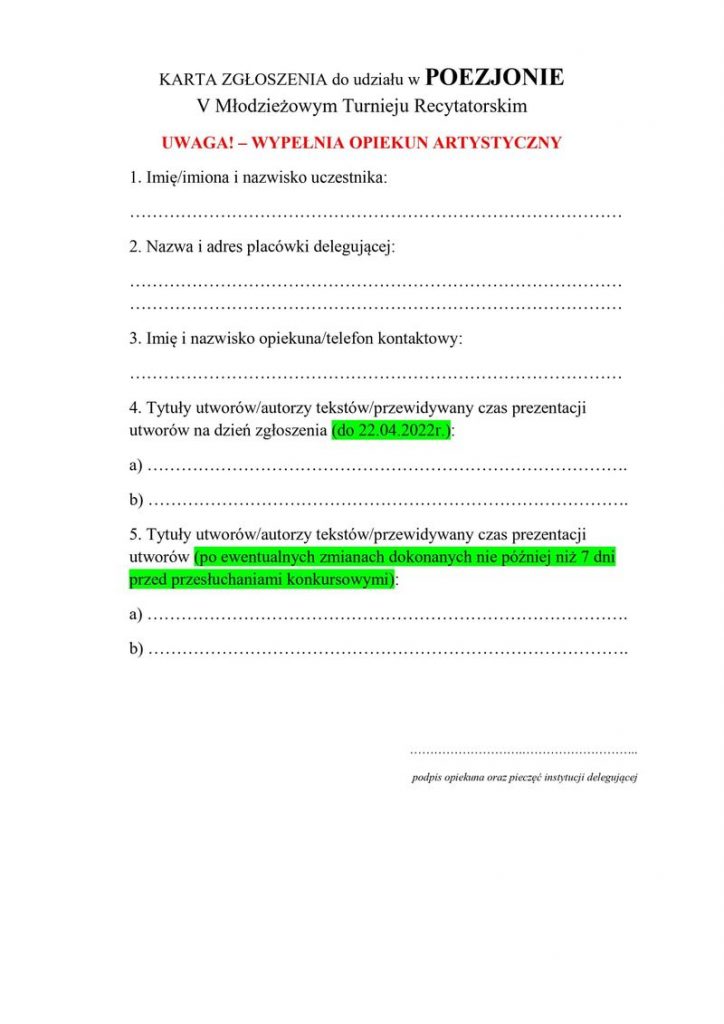 KARTA ZGŁOSZENIA do udziału w POEZJONIE
V Młodzieżowym Turnieju Recytatorskim
UWAGA! – WYPEŁNIA OPIEKUN ARTYSTYCZNY
1. Imię/imiona i nazwisko uczestnika:
……………………………………………………………………………
2. Nazwa i adres placówki delegującej:
……………………………………………………………………………
……………………………………………………………………………
3. Imię i nazwisko opiekuna/telefon kontaktowy:
……………………………………………………………………………
4. Tytuły utworów/autorzy tekstów/przewidywany czas prezentacji
utworów na dzień zgłoszenia (do 22.04.2022r.):
a) ………………………………………………………………………….
b) ………………………………………………………………………….
5. Tytuły utworów/autorzy tekstów/przewidywany czas prezentacji
utworów (po ewentualnych zmianach dokonanych nie później niż 7 dni
przed przesłuchaniami konkursowymi):
a) ………………………………………………………………………….
b) ………………………………………………………………………….
………………………..………………………...
podpis opiekuna oraz pieczęć instytucji delegującej